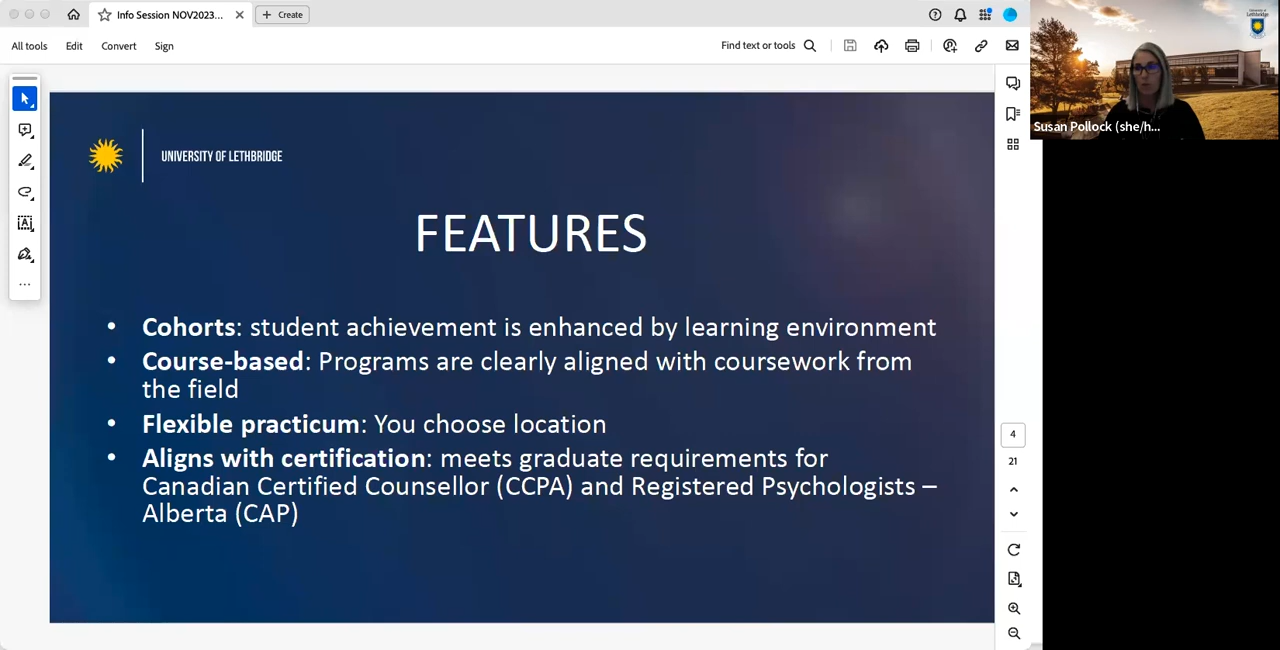 Info Session NOV2023...
Create
All tools
Edit
Convert
Sign
Find text or tools
University of
Lethbridge
Susan Pollock (she/h...
UNIVERSITY OF LETHBRIDGE
FEATURES
• Cohorts: student achievement is enhanced by learning environment
• Course-based: Programs are clearly aligned with coursework from
the field
• Flexible practicum: You choose location
• Aligns with certification: meets graduate requirements for
Canadian Certified Counsellor (CCPA) and Registered Psychologists –
Alberta (CAP)
4
21